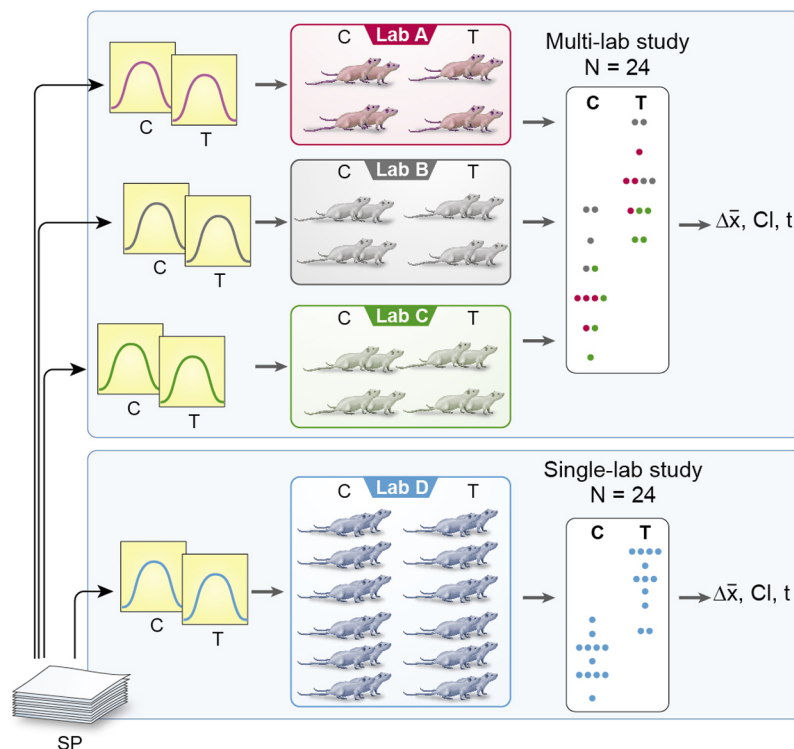 C Lab A T
Multi-lab study
N = 24
C T
C T
C Lab B T
C T
Δx̄, CI, t
C Lab C T
C T
C Lab D T
Single-lab study
N = 24
C T
C T
Δx̄, CI, t
SP